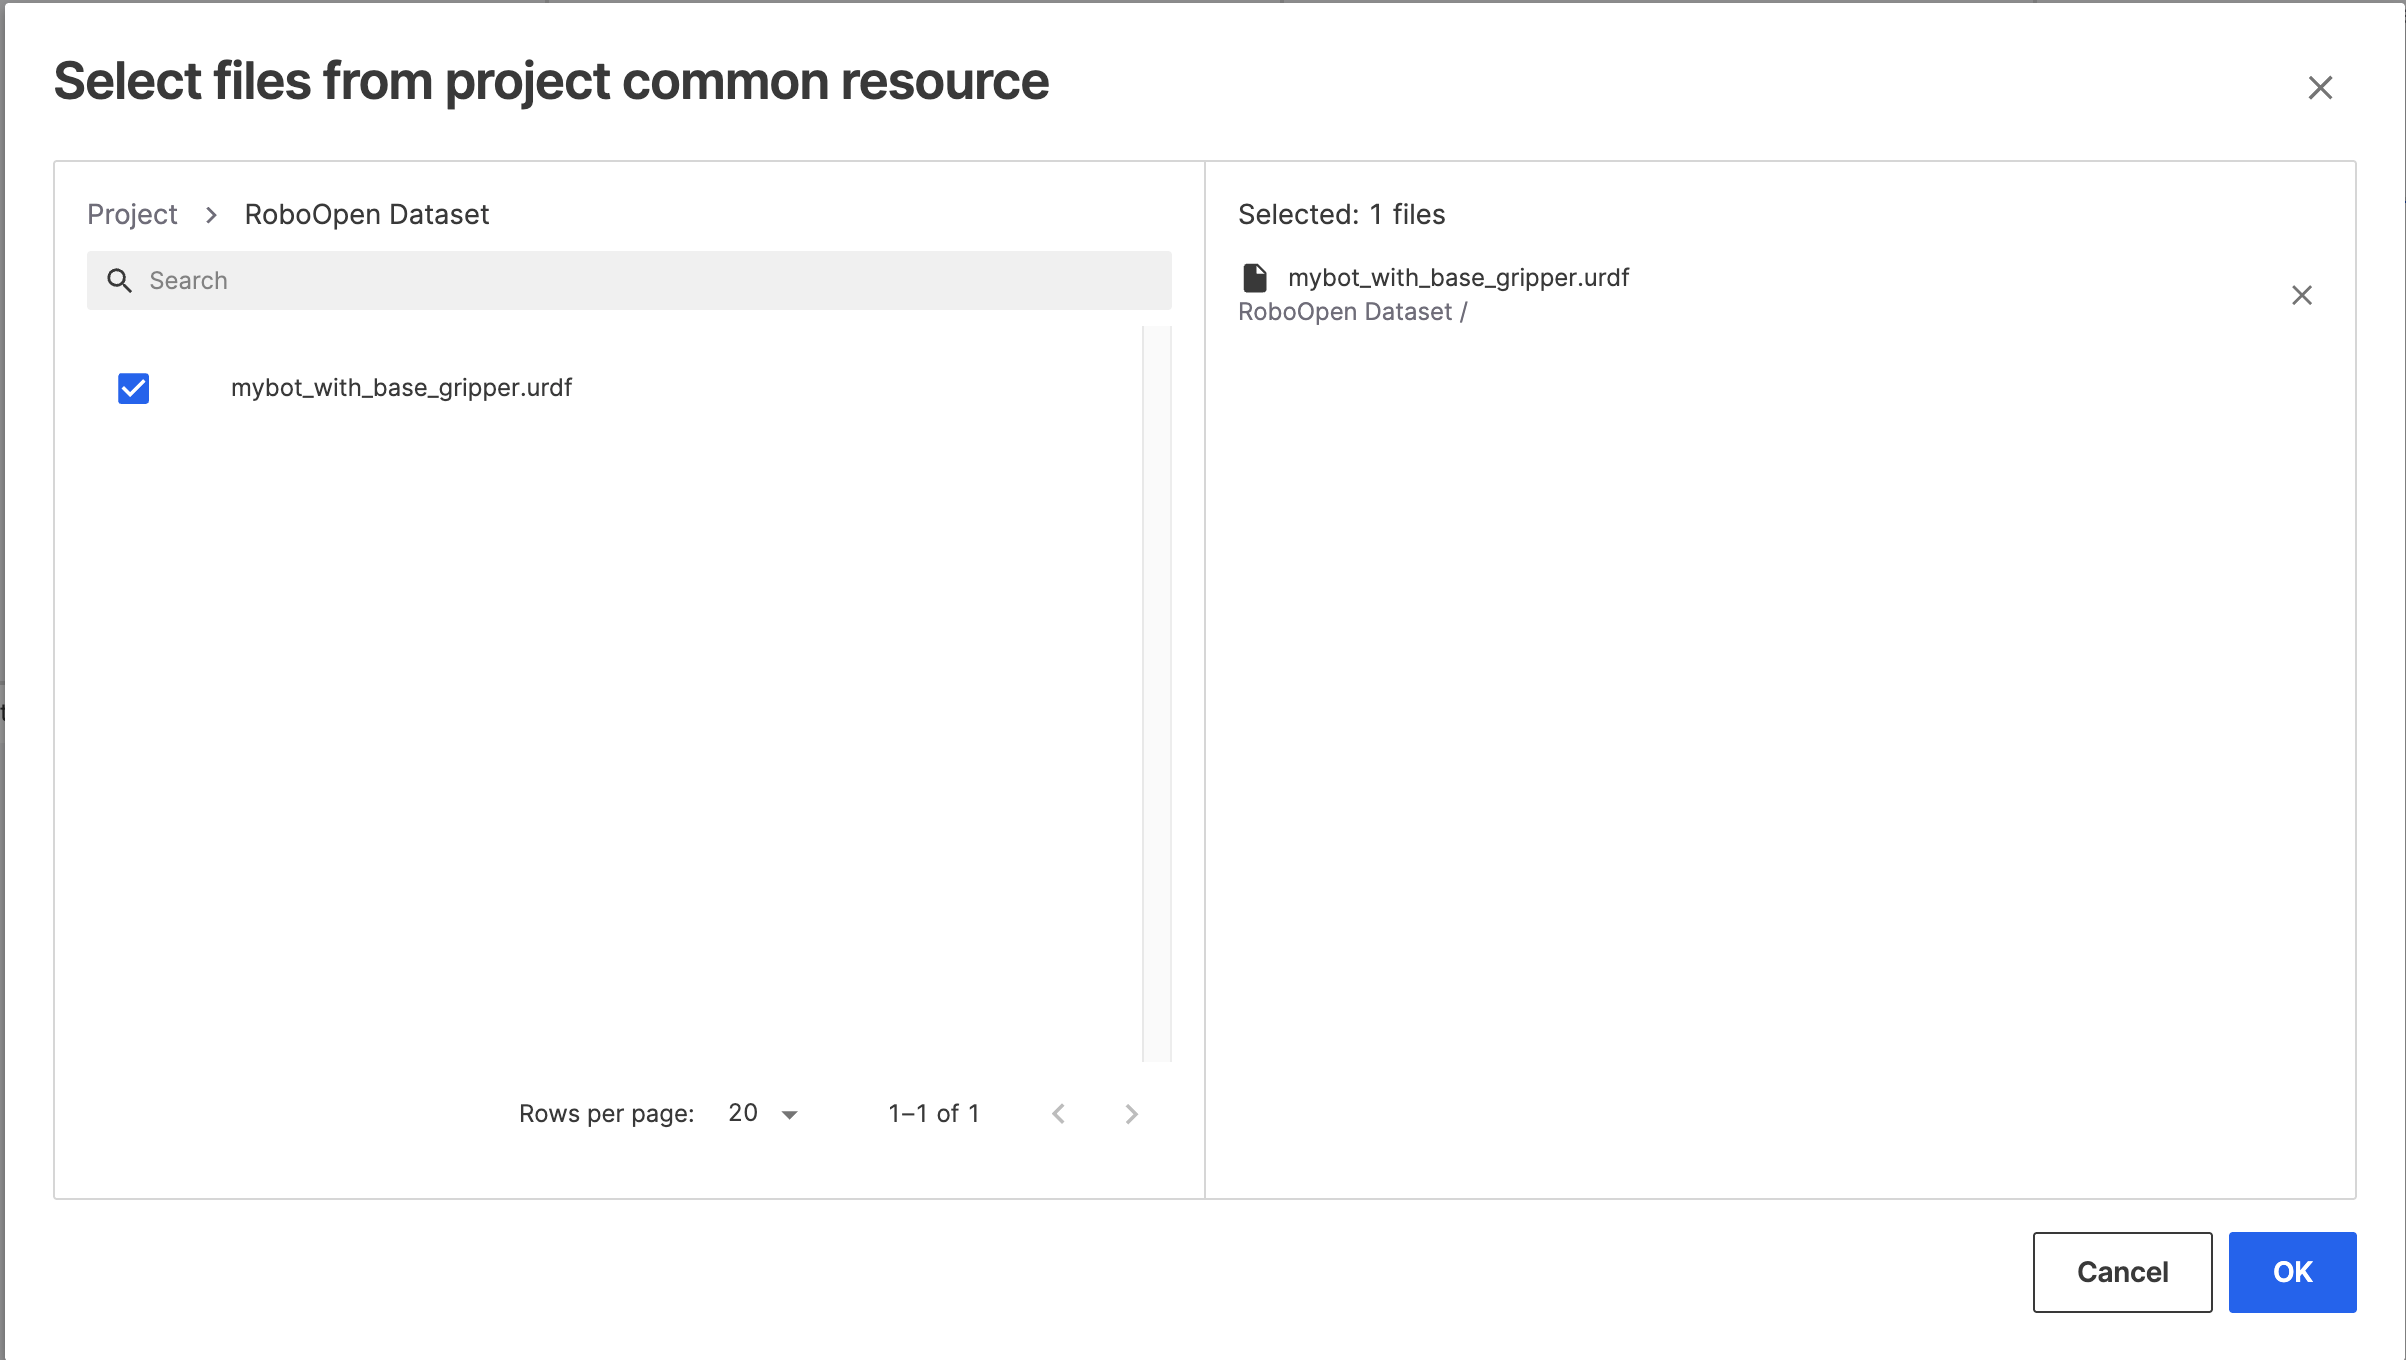 Select files from project common resource
Project > RoboOpen Dataset
Search
mybot_with_base_gripper.urdf
Rows per page: 20
1–1 of 1
Selected: 1 files
mybot_with_base_gripper.urdf
RoboOpen Dataset /
Cancel
OK